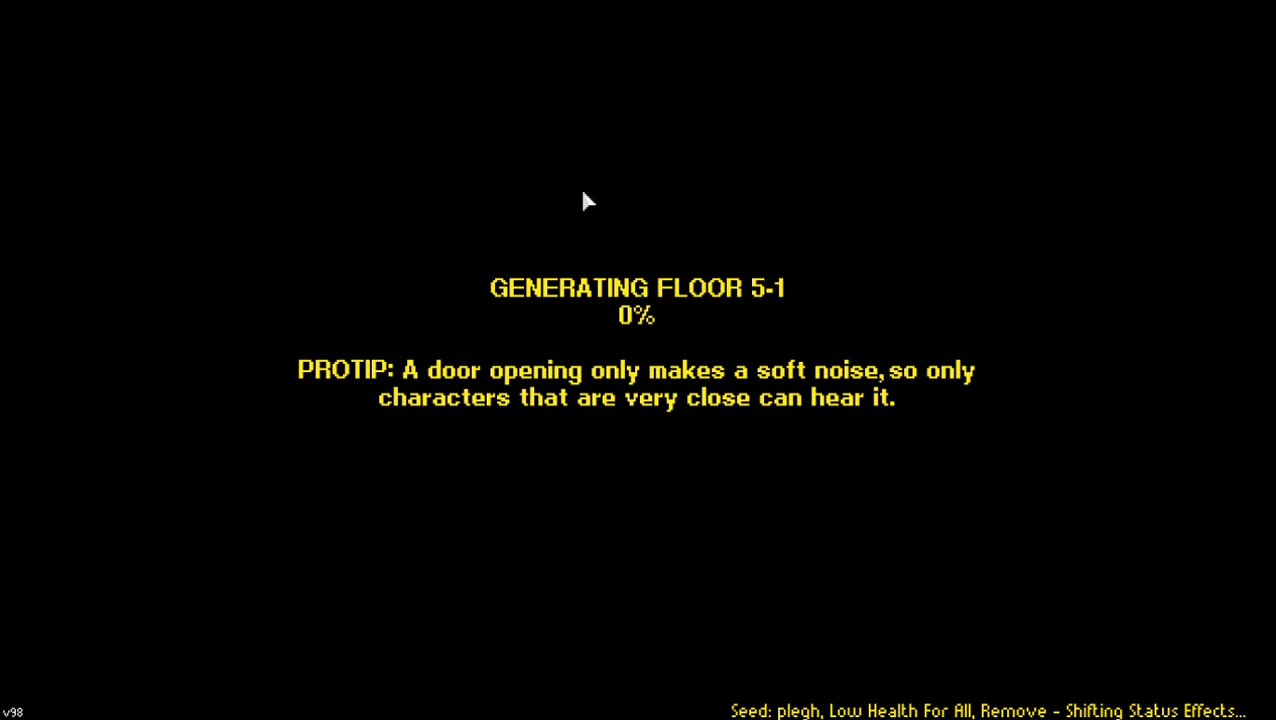 GENERATING FLOOR 5-1
0%
PROTIP: A door opening only makes a soft noise, so only
characters that are very close can hear it.
v98
Seed: plegh, Low Health For All, Remove - Shifting Status Effects...